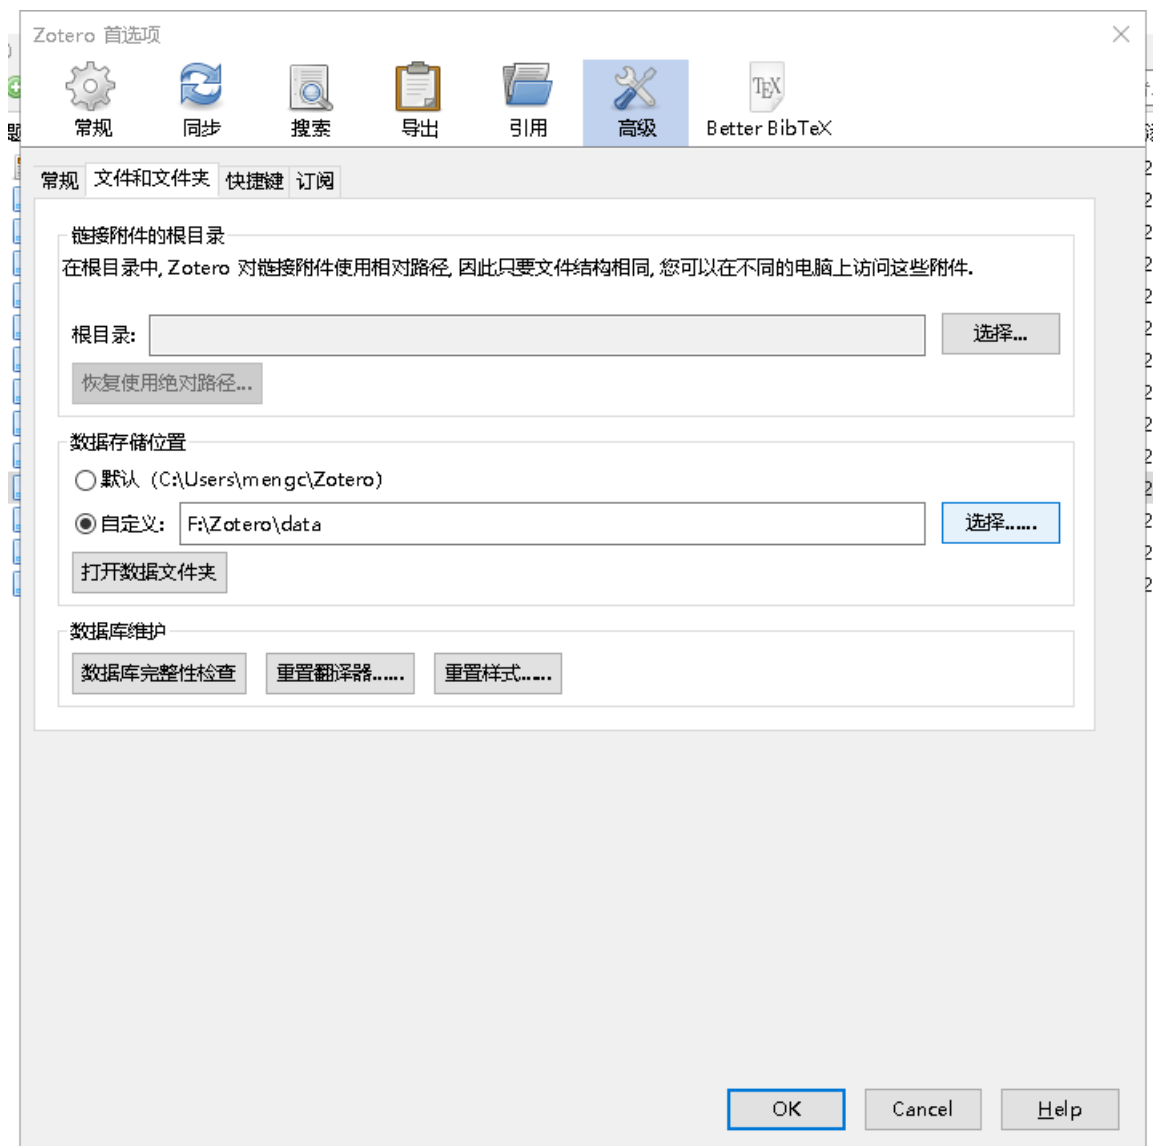 Zotero 首选项
常规 同步 搜索 导出 引用 高级 TEX Better BibTeX
常规 文件和文件夹 快捷键 订阅
链接附件的根目录
在根目录中, Zotero 对链接附件使用相对路径, 因此只要文件结构相同, 您可以在不同的电脑上访问这些附件.
根目录: 选择...
恢复使用绝对路径...
数据存储位置
默认 (C:\Users\mengc\Zotero)
自定义: F:\Zotero\data 选择......
打开数据文件夹
数据库维护
数据库完整性检查 重置翻译器...... 重置样式......
OK Cancel Help